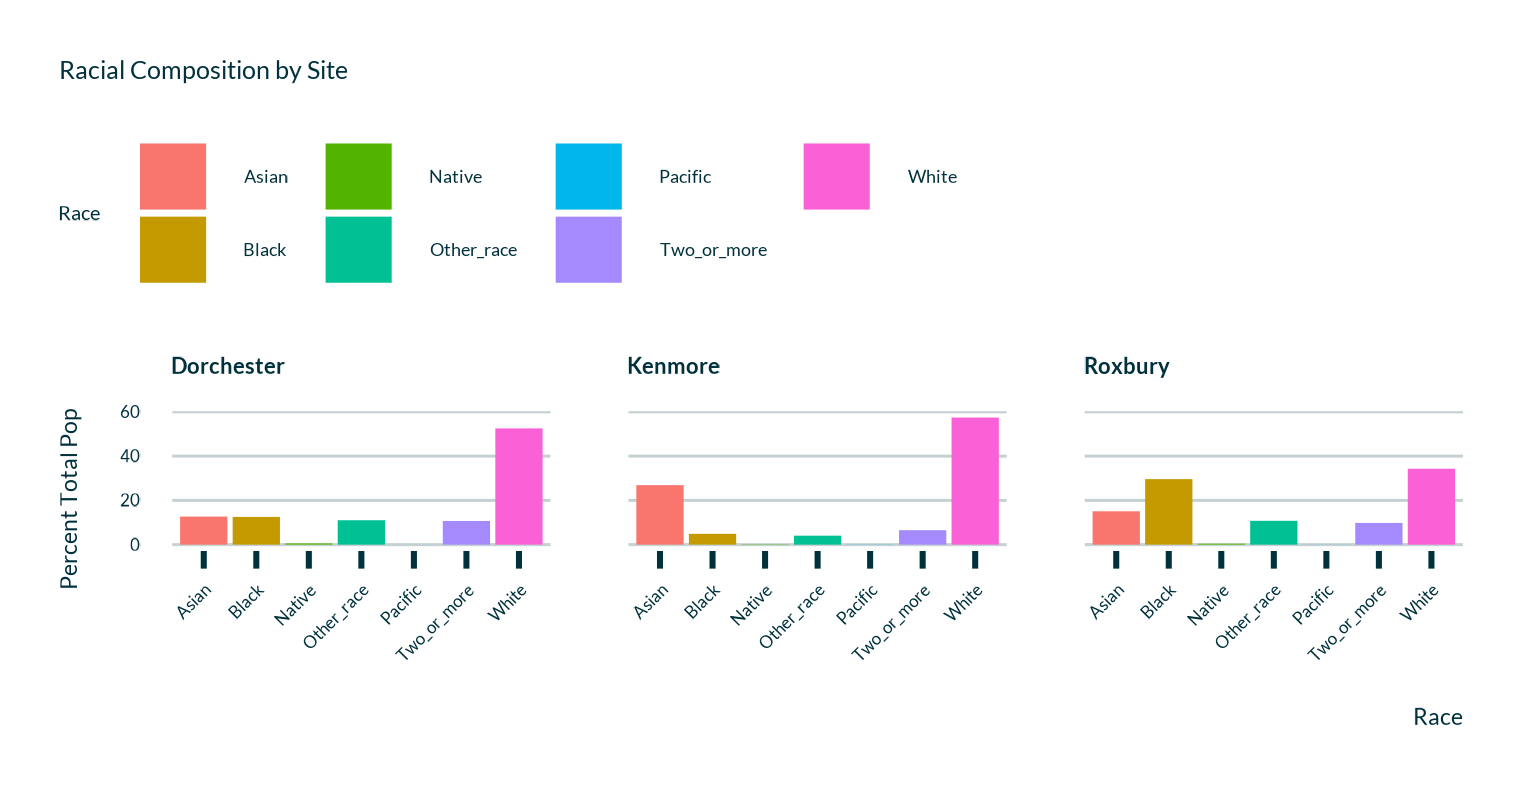 Racial Composition by Site
Race
Asian
Native
Pacific
White
Black
Other_race
Two_or_more
Dorchester
Kenmore
Roxbury
Percent Total Pop
60
40
20
0
Asian
Black
Native
Other_race
Pacific
Two_or_more
White
Asian
Black
Native
Other_race
Pacific
Two_or_more
White
Asian
Black
Native
Other_race
Pacific
Two_or_more
White
Race